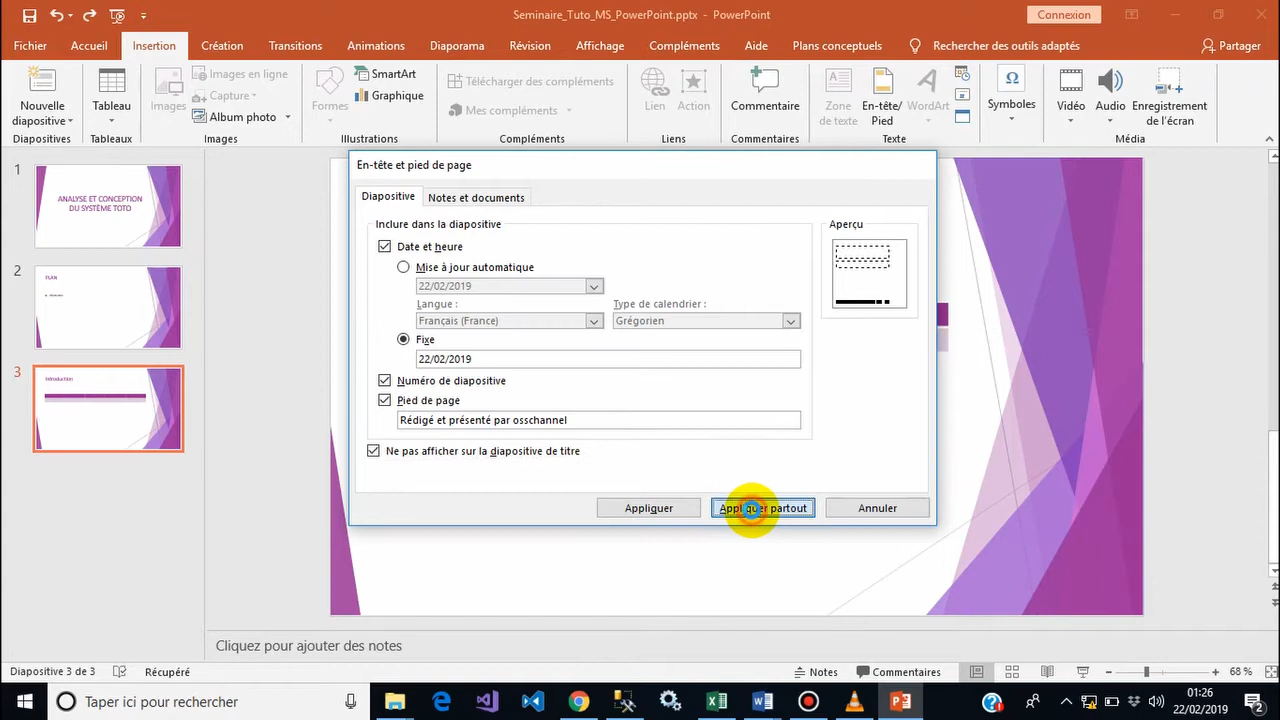 Seminaire_Tuto_MS_PowerPoint.pptx - PowerPoint
Connexion
Fichier Accueil Insertion Création Transitions Animations Diaporama Révision Affichage Compléments Aide Plans conceptuels Rechercher des outils adaptés Partager
Nouvelle diapositive
Diapositives
Tableau
Tableaux
Images
Images en ligne
Capture
Album photo
Images
Formes
SmartArt
Graphique
Illustrations
Télécharger des compléments
Mes compléments
Compléments
Lien
Action
Liens
Commentaire
Commentaires
Zone de texte
En-tête/ Pied
WordArt
Texte
Symboles
Vidéo
Audio
Enregistrement de l'écran
Média
1
ANALYSE ET CONCEPTION
DU SYSTÈME TOTO
2
PLAN
3
Introduction
En-tête et pied de page
Diapositive Notes et documents
Inclure dans la diapositive
Date et heure
Mise à jour automatique
22/02/2019
Langue : Type de calendrier :
Français (France) Grégorien
Fixe
22/02/2019
Numéro de diapositive
Pied de page
Rédigé et présenté par osschannel
Ne pas afficher sur la diapositive de titre
Aperçu
Appliquer Appliquer partout Annuler
Cliquez pour ajouter des notes
Diapositive 3 de 3 Récupéré Notes Commentaires 68 %
Taper ici pour rechercher
01:26
22/02/2019
2